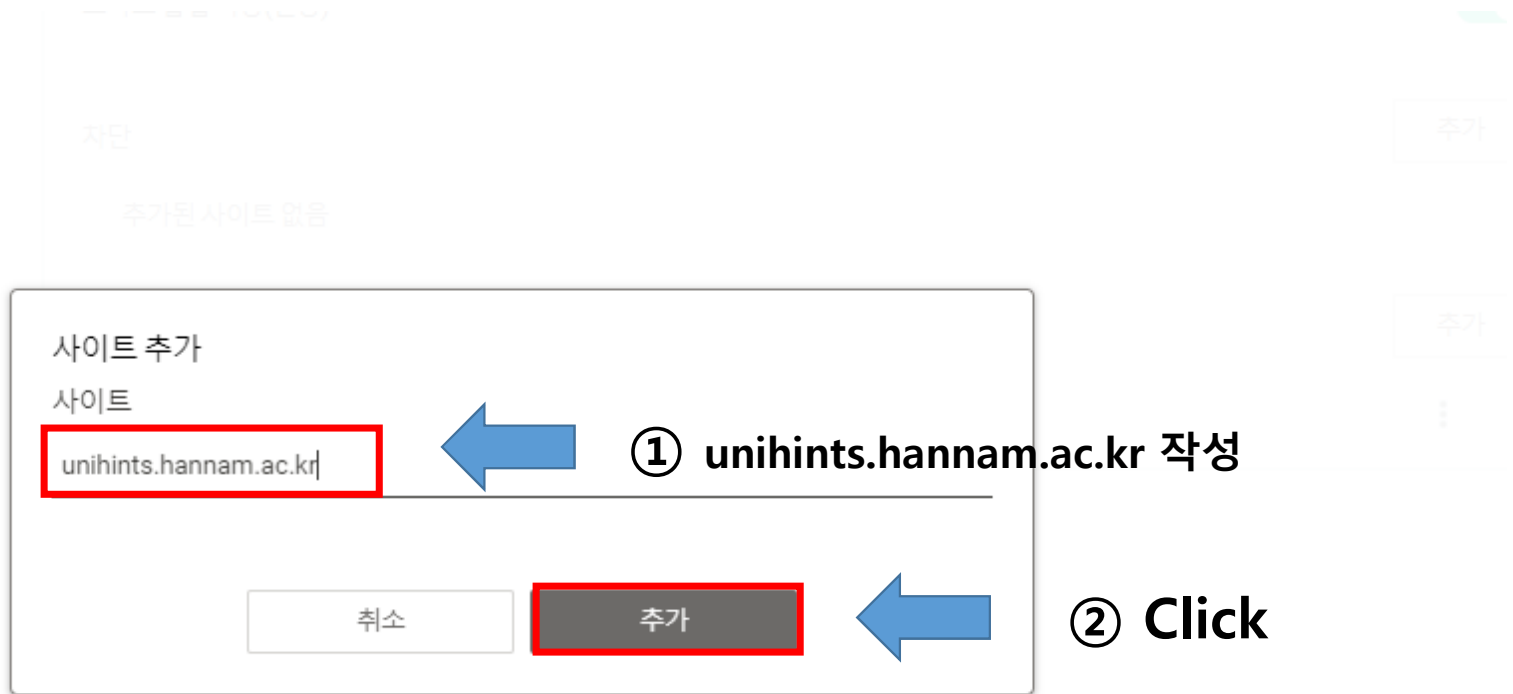 차단
추가
추가된 사이트 없음
추가
사이트 추가
사이트
unihints.hannam.ac.kr
① unihints.hannam.ac.kr 작성
취소
추가
② Click